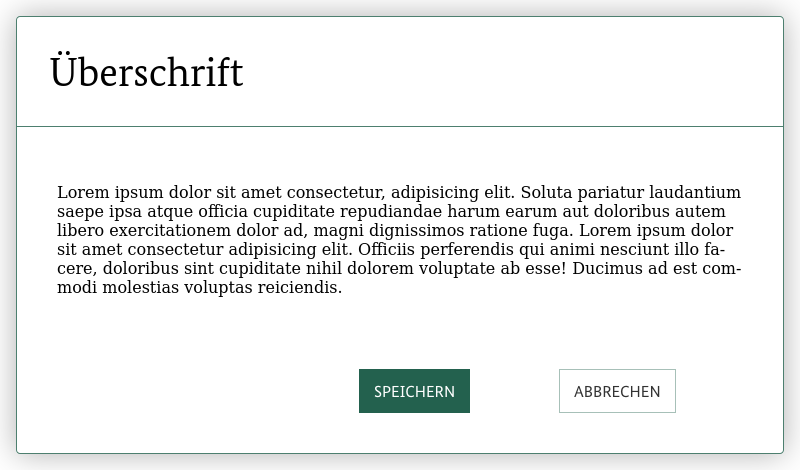 Überschrift
Lorem ipsum dolor sit amet consectetur, adipisicing elit. Soluta pariatur laudantium
saepe ipsa atque officia cupiditate repudiandae harum earum aut doloribus autem
libero exercitationem dolor ad, magni dignissimos ratione fuga. Lorem ipsum dolor
sit amet consectetur adipisicing elit. Officiis perferendis qui animi nesciunt illo fa-
cere, doloribus sint cupiditate nihil dolorem voluptate ab esse! Ducimus ad est com-
modi molestias voluptas reiciendis.
SPEICHERN
ABBRECHEN